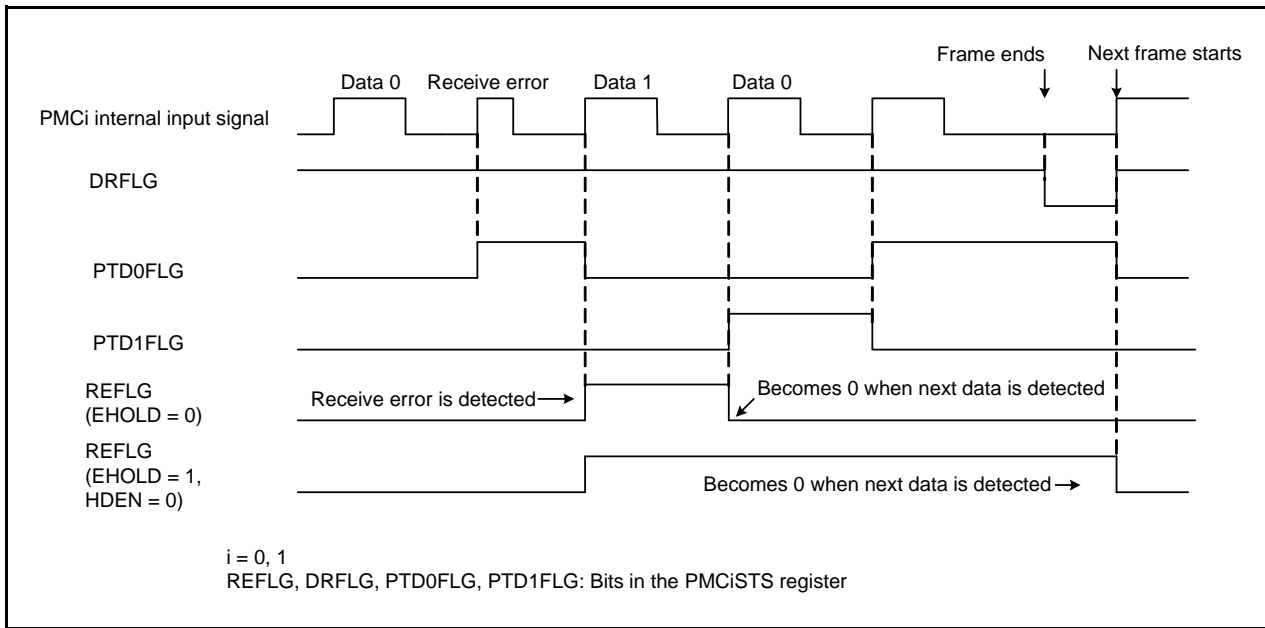 Frame ends
Next frame starts
Data 0
Receive error
Data 1
Data 0
PMCi internal input signal
DRFLG
PTD0FLG
PTD1FLG
REFLG
(EHOLD = 0)
Receive error is detected
Becomes 0 when next data is detected
REFLG
(EHOLD = 1,
HDEN = 0)
Becomes 0 when next data is detected
i = 0, 1
REFLG, DRFLG, PTD0FLG, PTD1FLG: Bits in the PMCiSTS register